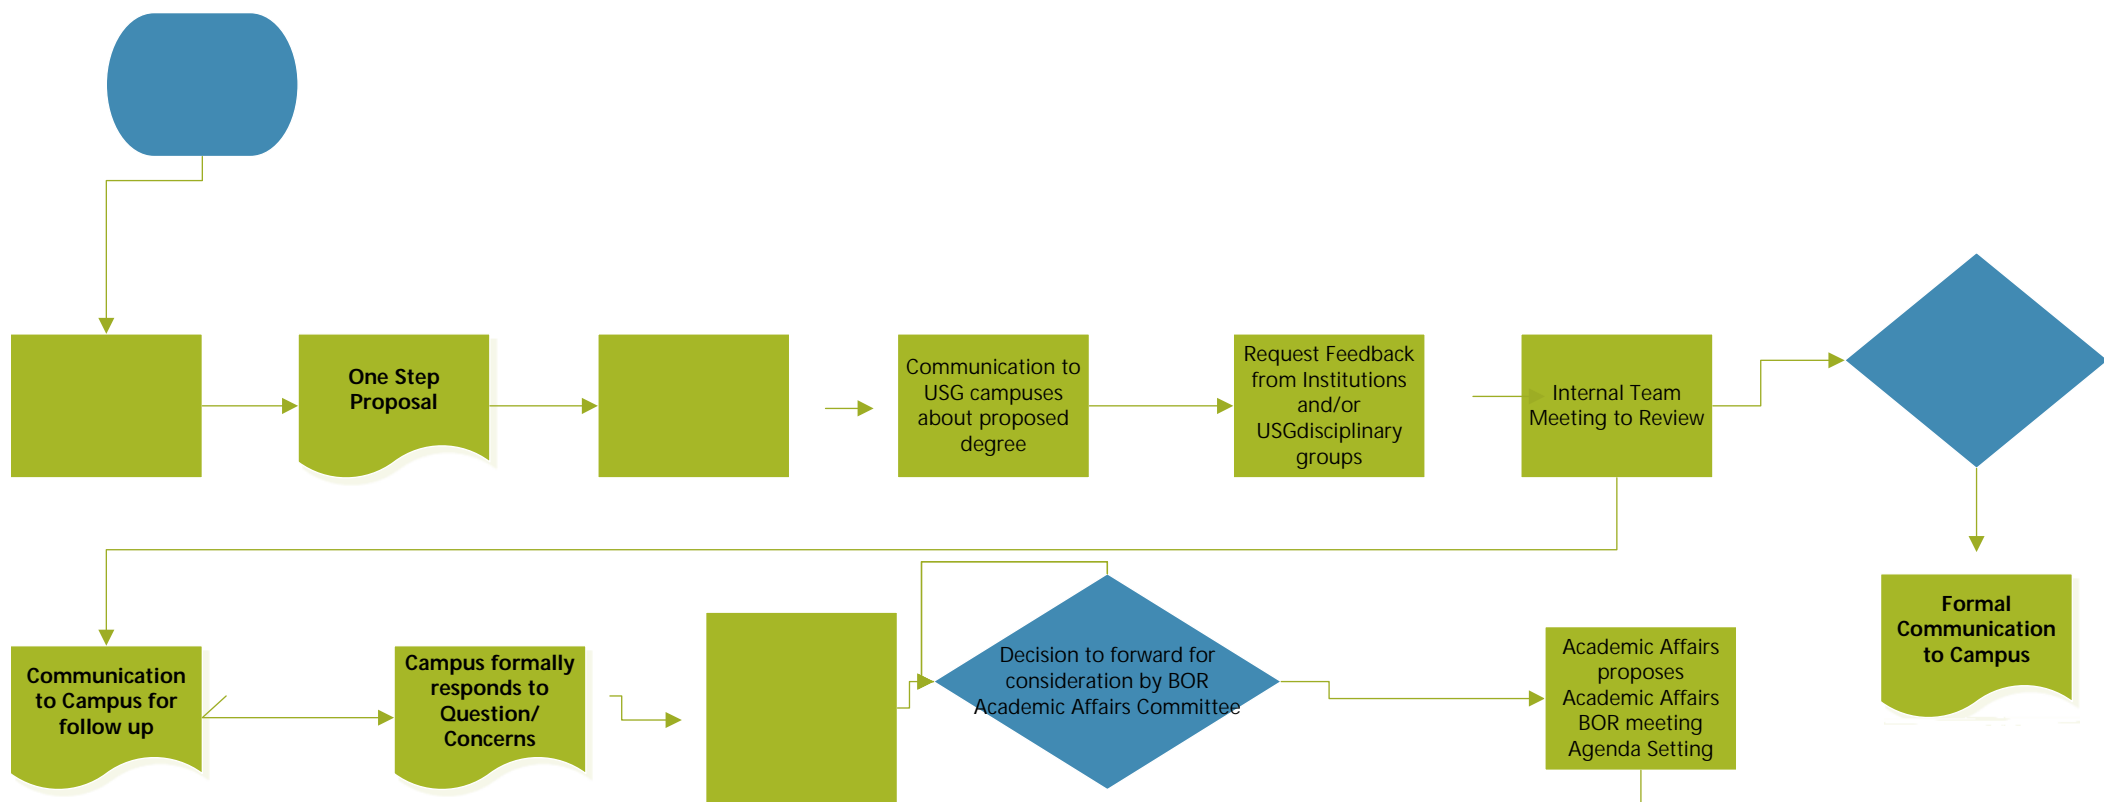 One Step
Proposal
Communication to
USG campuses
about proposed
degree
Request Feedback
from Institutions
and/or
USGdisciplinary
groups
Internal Team
Meeting to Review
Communication
to Campus for
follow up
Campus formally
responds to
Question/
Concerns
Decision to forward for
consideration by BOR
Academic Affairs Committee
Academic Affairs
proposes
Academic Affairs
BOR meeting
Agenda Setting
Formal
Communication
to Campus